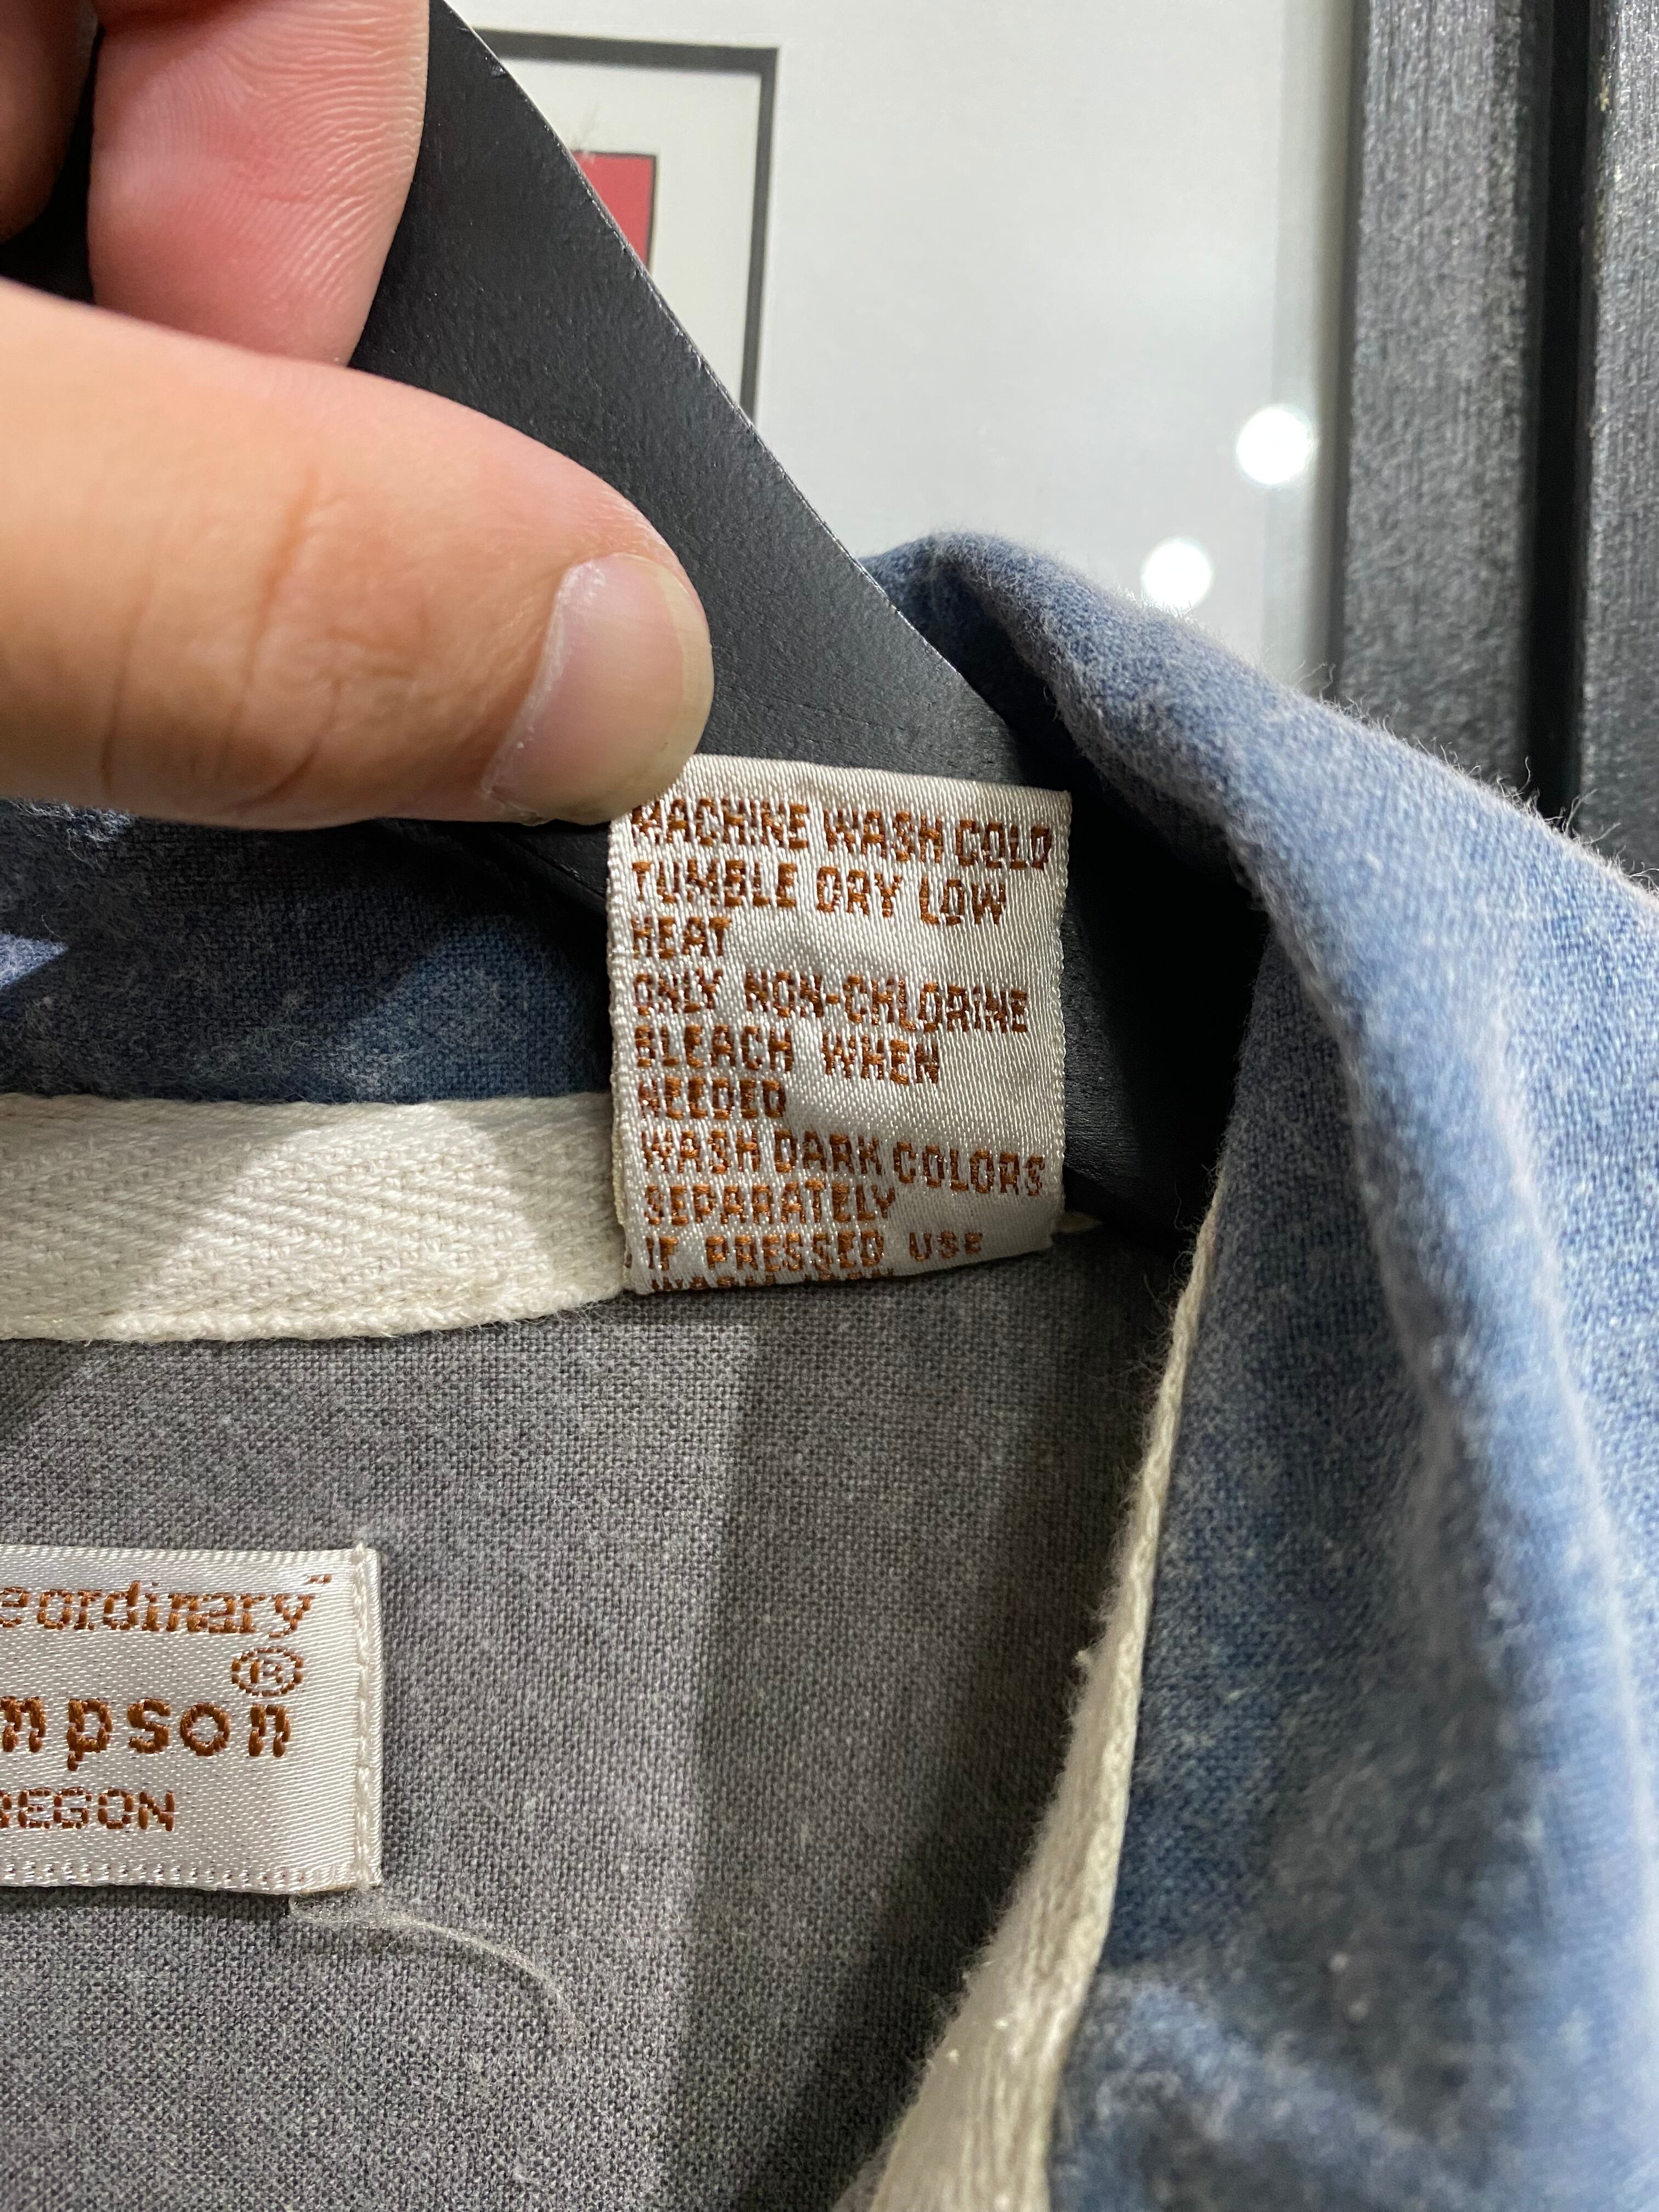 MACHINE WASH COLD
TUMBLE DRY LOW
HEAT
ONLY NON-CHLORINE
BLEACH WHEN
NEEDED
WASH DARK COLORS
SEPARATELY
IF PRESSED USE
eordinary"
®
mpson
REGON